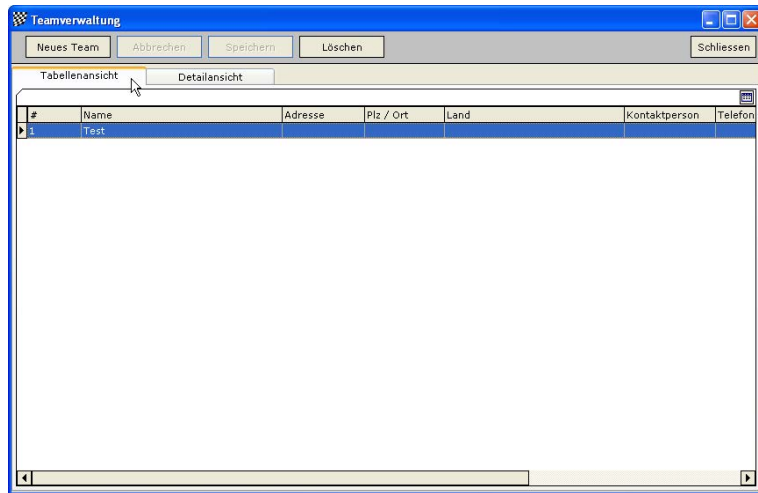 Teamverwaltung
Neues Team Abbrechen Speichern Löschen Schliessen
Tabellenansicht Detailansicht
# Name Adresse Plz / Ort Land Kontaktperson Telefon
1 Test